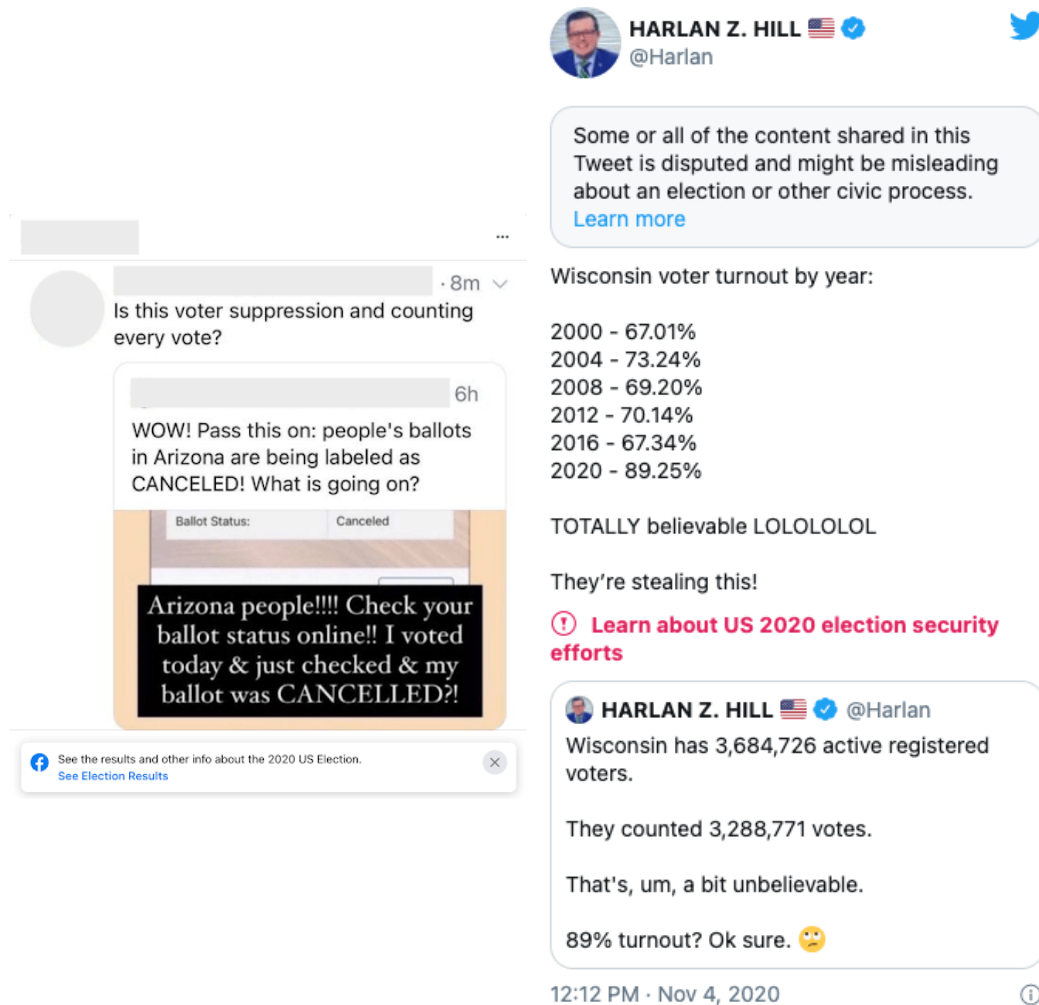 ...
· 8m
Is this voter suppression and counting
every vote?
6h
WOW! Pass this on: people's ballots
in Arizona are being labeled as
CANCELED! What is going on?
Ballot Status: Canceled
Arizona people!!!! Check your
ballot status online!! I voted
today & just checked & my
ballot was CANCELLED?!
See the results and other info about the 2020 US Election.
See Election Results
HARLAN Z. HILL 🇺🇸
@Harlan
Some or all of the content shared in this
Tweet is disputed and might be misleading
about an election or other civic process.
Learn more
Wisconsin voter turnout by year:
2000 - 67.01%
2004 - 73.24%
2008 - 69.20%
2012 - 70.14%
2016 - 67.34%
2020 - 89.25%
TOTALLY believable LOLOLOLOL
They’re stealing this!
Learn about US 2020 election security
efforts
HARLAN Z. HILL 🇺🇸 @Harlan
Wisconsin has 3,684,726 active registered
voters.
They counted 3,288,771 votes.
That's, um, a bit unbelievable.
89% turnout? Ok sure. 🙄
12:12 PM · Nov 4, 2020